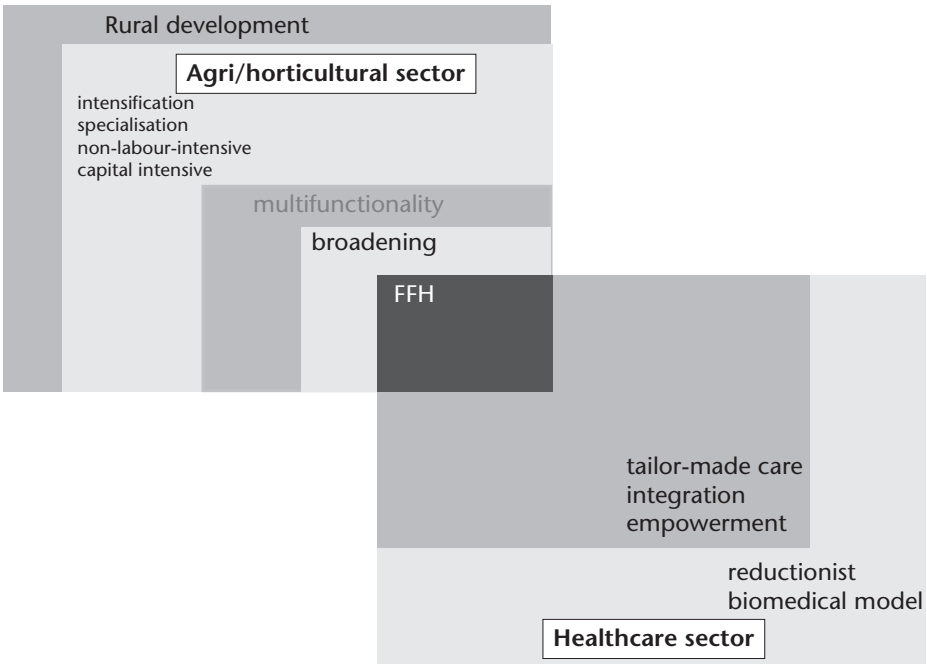 Rural development
Agri/horticultural sector
intensification
specialisation
non-labour-intensive
capital intensive
multifunctionality
broadening
FFH
tailor-made care
integration
empowerment
reductionist
biomedical model
Healthcare sector